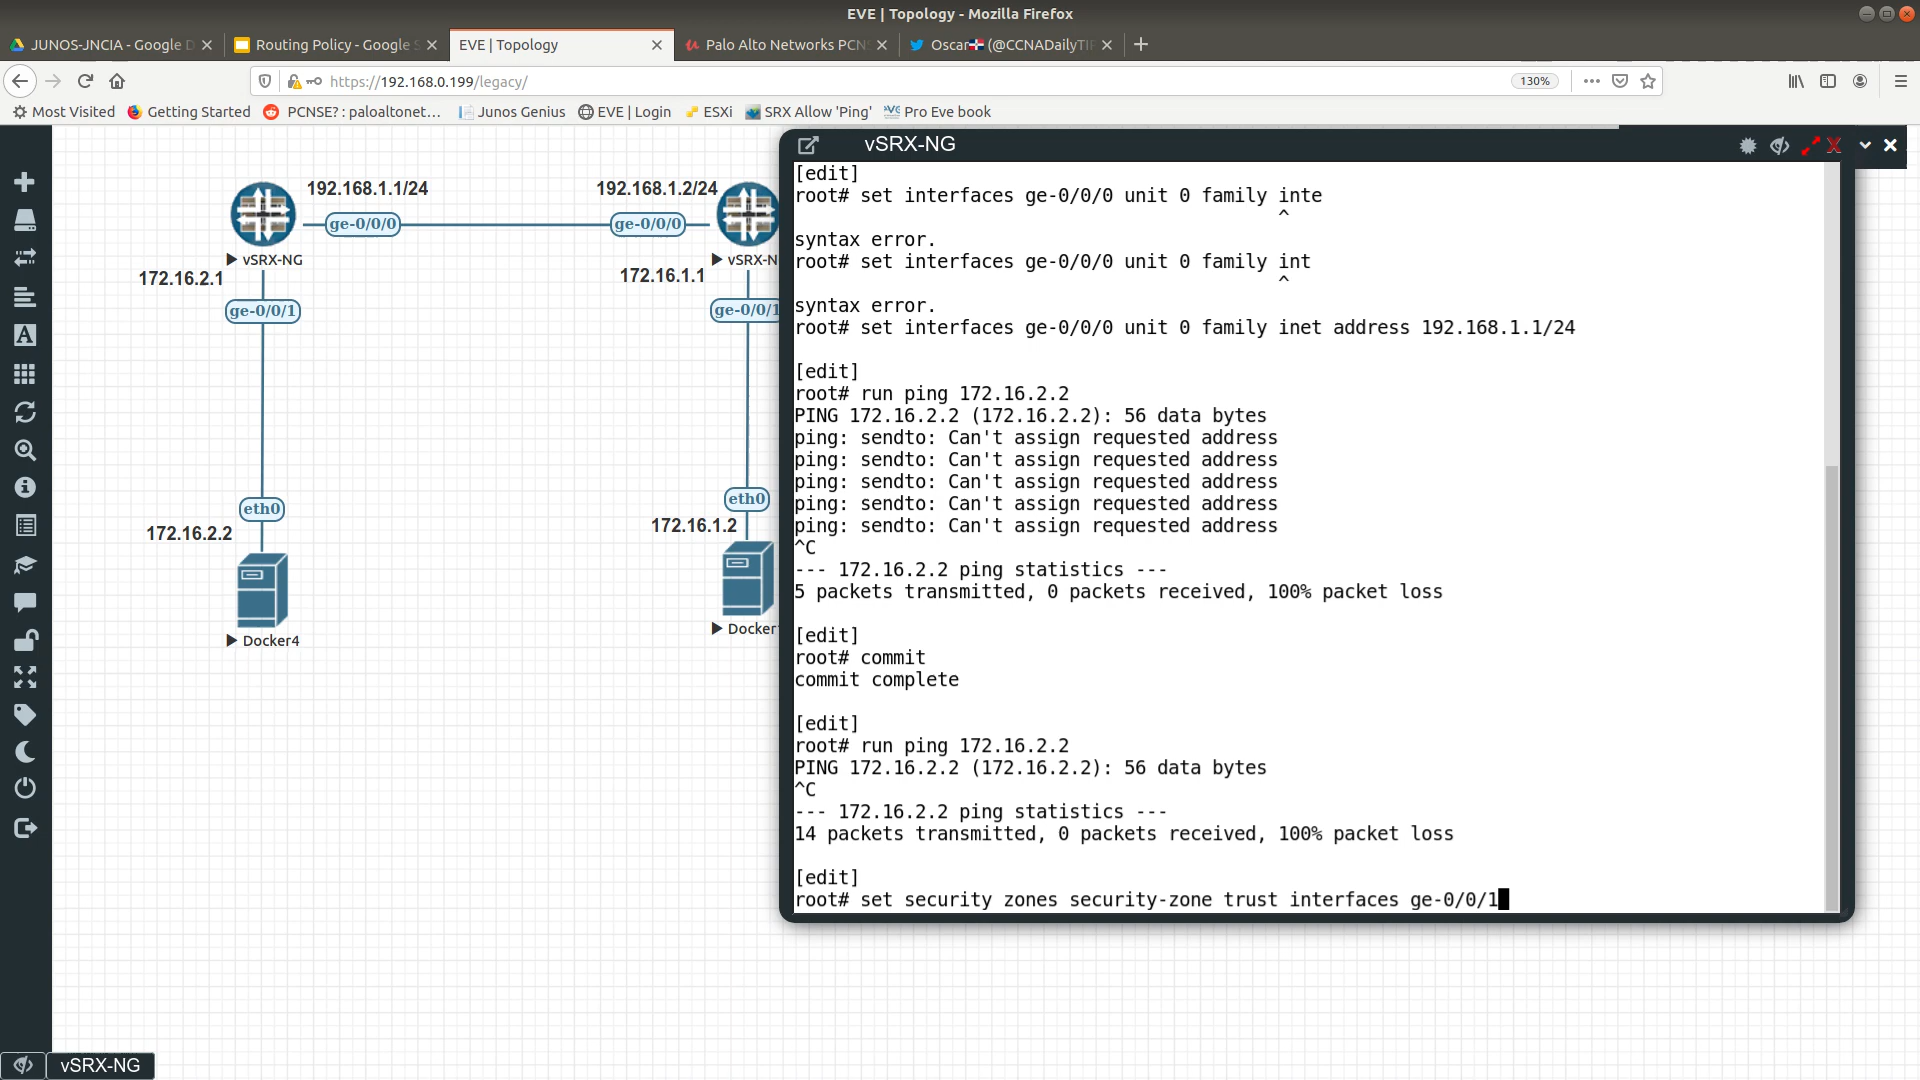 EVE | Topology - Mozilla Firefox
JUNOS-JNCIA - Google D
Routing Policy - Google S
EVE | Topology
Palo Alto Networks PCN
Oscar (@CCNADailyTI
https://192.168.0.199/legacy/
130%
Most Visited
Getting Started
PCNSE? : paloaltonet…
Junos Genius
EVE | Login
ESXi
SRX Allow 'Ping'
Pro Eve book
192.168.1.1/24
192.168.1.2/24
ge-0/0/0
ge-0/0/0
vSRX-NG
vSRX-N
172.16.2.1
172.16.1.1
ge-0/0/1
ge-0/0/1
eth0
eth0
172.16.2.2
172.16.1.2
Docker4
Docker
vSRX-NG
[edit]
root# set interfaces ge-0/0/0 unit 0 family inte
^
syntax error.
root# set interfaces ge-0/0/0 unit 0 family int
^
syntax error.
root# set interfaces ge-0/0/0 unit 0 family inet address 192.168.1.1/24
[edit]
root# run ping 172.16.2.2
PING 172.16.2.2 (172.16.2.2): 56 data bytes
ping: sendto: Can't assign requested address
ping: sendto: Can't assign requested address
ping: sendto: Can't assign requested address
ping: sendto: Can't assign requested address
ping: sendto: Can't assign requested address
^C
--- 172.16.2.2 ping statistics ---
5 packets transmitted, 0 packets received, 100% packet loss
[edit]
root# commit
commit complete
[edit]
root# run ping 172.16.2.2
PING 172.16.2.2 (172.16.2.2): 56 data bytes
^C
--- 172.16.2.2 ping statistics ---
14 packets transmitted, 0 packets received, 100% packet loss
[edit]
root# set security zones security-zone trust interfaces ge-0/0/1
vSRX-NG